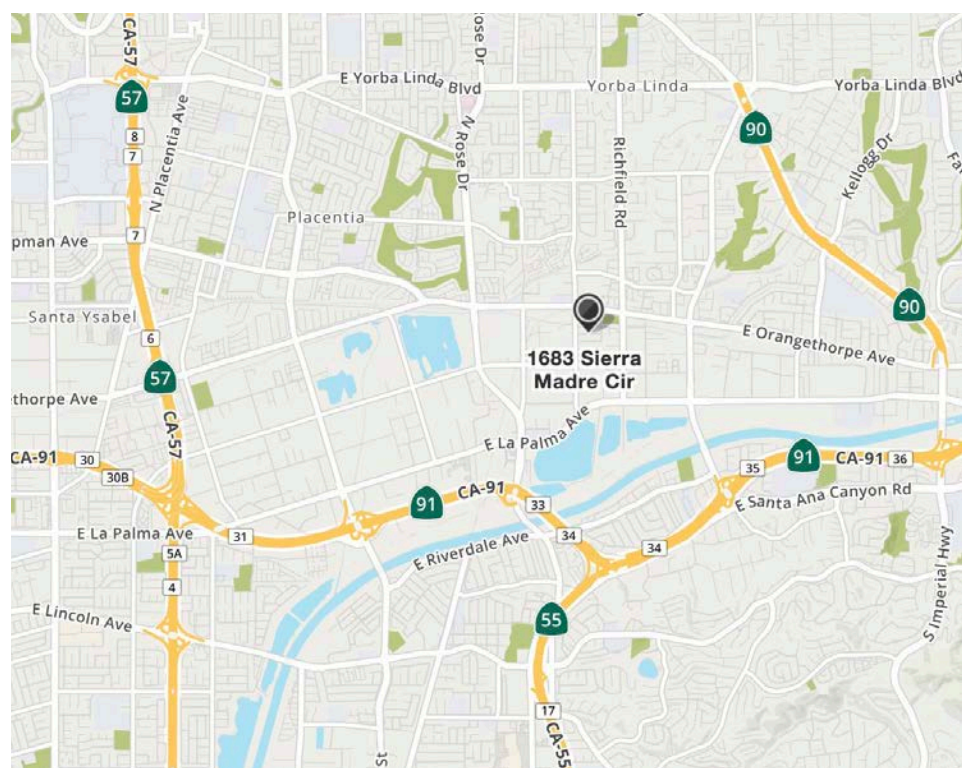 CA-57
Rose Dr
E Yorba Linda Blvd
Yorba Linda
Yorba Linda Blvd
57
8
7
N Placentia Ave
N Rose Dr
Richfield Rd
90
Kellogg Dr
Placentia
7
pman Ave
90
Santa Ysabel
6
1683 Sierra
Madre Cir
E Orangethorpe Ave
57
ethorpe Ave
CA-57
E La Palma Ave
CA-91
30
30B
91
CA-91
33
35
91
CA-91
36
E Santa Ana Canyon Rd
E La Palma Ave
31
5A
4
E Riverdale Ave
34
34
S Imperial Hwy
E Lincoln Ave
55
17
CA-55
St